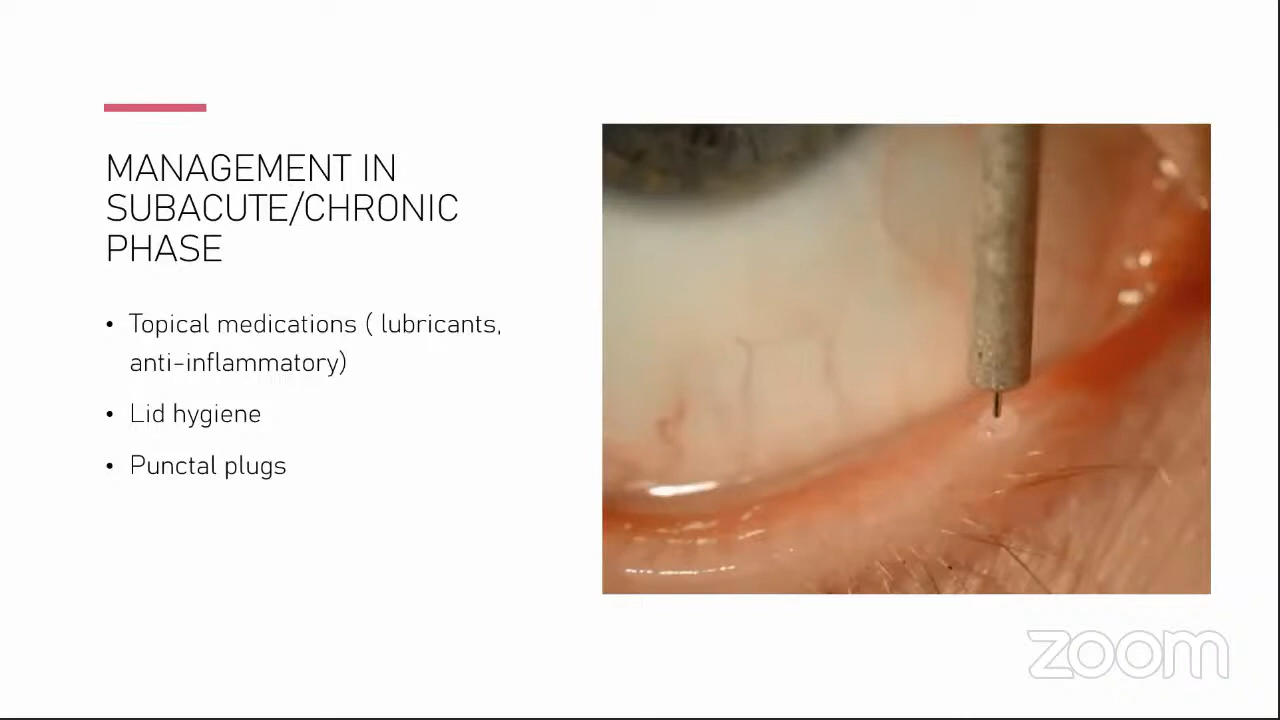 MANAGEMENT IN
SUBACUTE/CHRONIC
PHASE
• Topical medications ( lubricants,
anti-inflammatory)
• Lid hygiene
• Punctal plugs
zoom